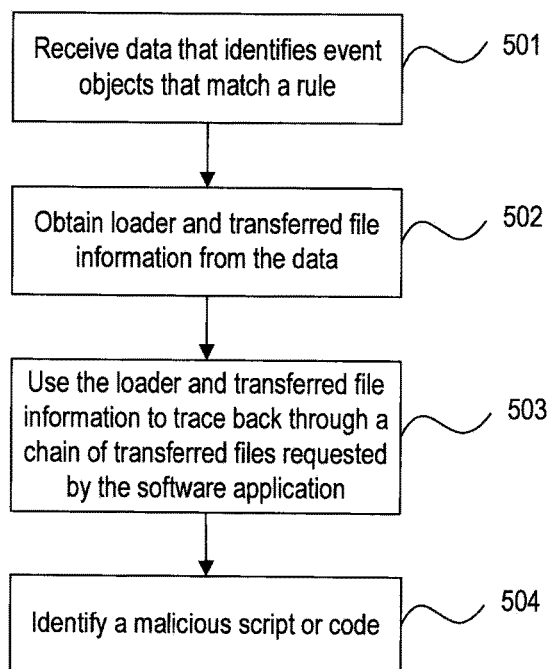 Receive data that identifies event
objects that match a rule
501
Obtain loader and transferred file
information from the data
502
Use the loader and transferred file
information to trace back through a
chain of transferred files requested
by the software application
503
Identify a malicious script or code
504